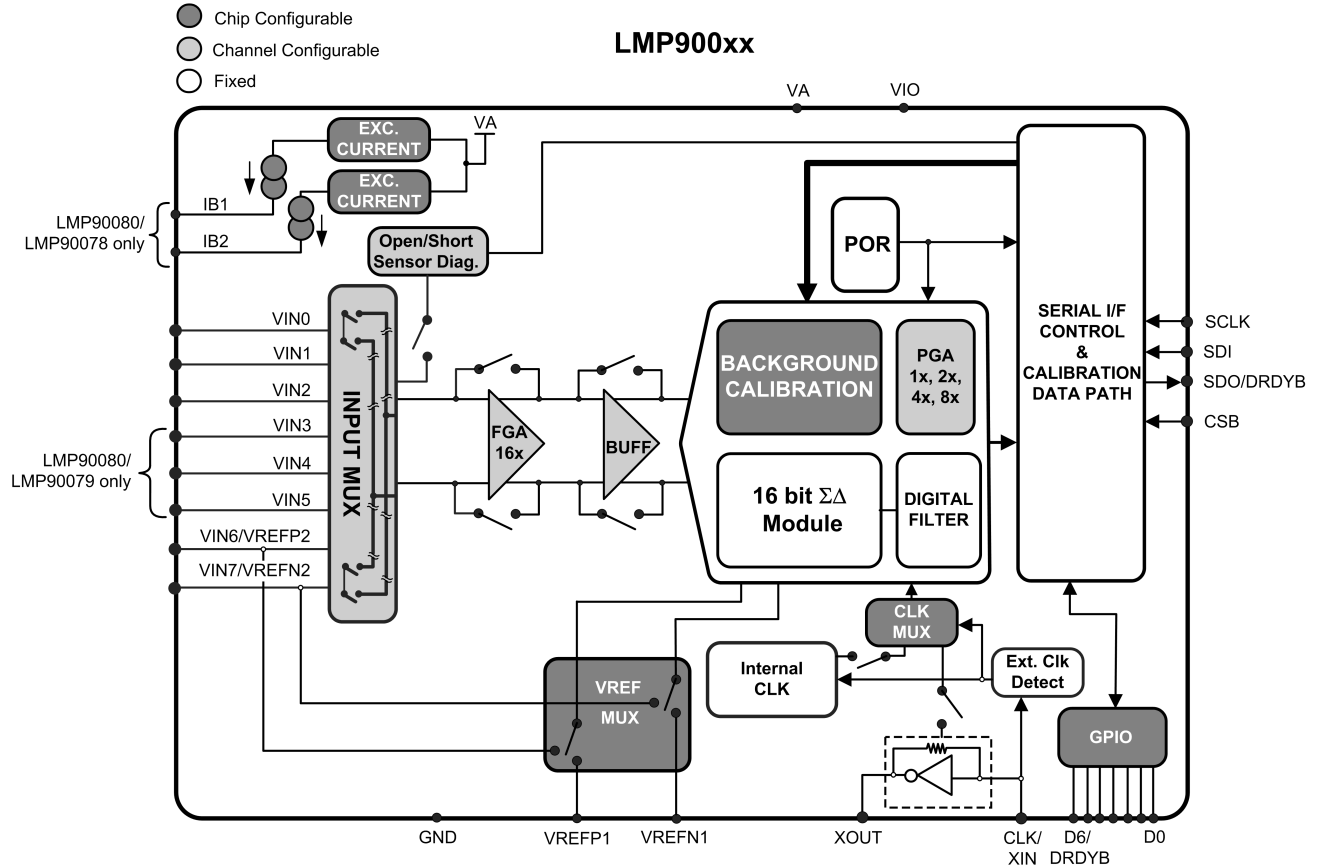 Chip Configurable
Channel Configurable
Fixed
LMP900xx
VA
VIO
EXC.
CURRENT
VA
EXC.
CURRENT
IB1
LMP90080/
LMP90078 only
IB2
Open/Short
Sensor Diag.
POR
VIN0
VIN1
VIN2
VIN3
VIN4
VIN5
LMP90080/
LMP90079 only
VIN6/VREFP2
VIN7/VREFN2
INPUT MUX
FGA
16x
BUFF
BACKGROUND
CALIBRATION
PGA
1x, 2x,
4x, 8x
16 bit ΣΔ
Module
DIGITAL
FILTER
SERIAL I/F
CONTROL
&
CALIBRATION
DATA PATH
SCLK
SDI
SDO/DRDYB
CSB
CLK
MUX
Internal
CLK
Ext. Clk
Detect
VREF
MUX
GPIO
GND
VREFP1
VREFN1
XOUT
CLK/
XIN
D6/
DRDYB
D0